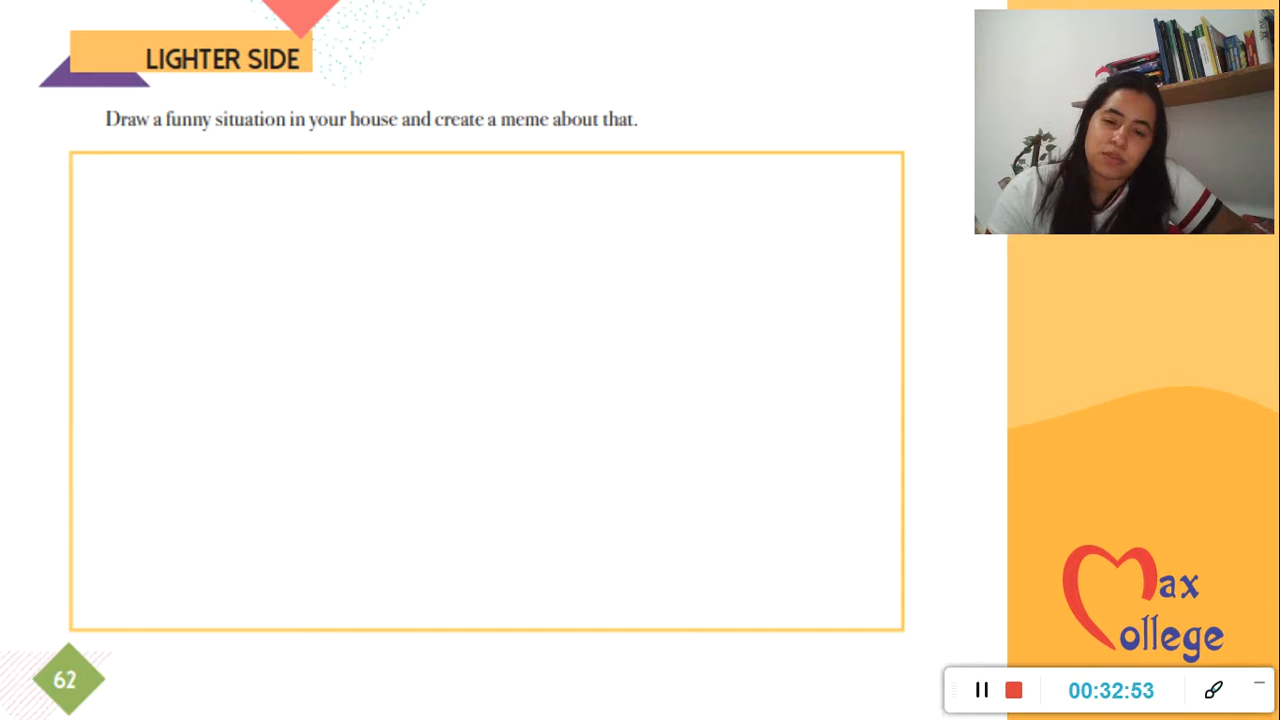 LIGHTER SIDE
Draw a funny situation in your house and create a meme about that.
Max
College
62
00:32:53